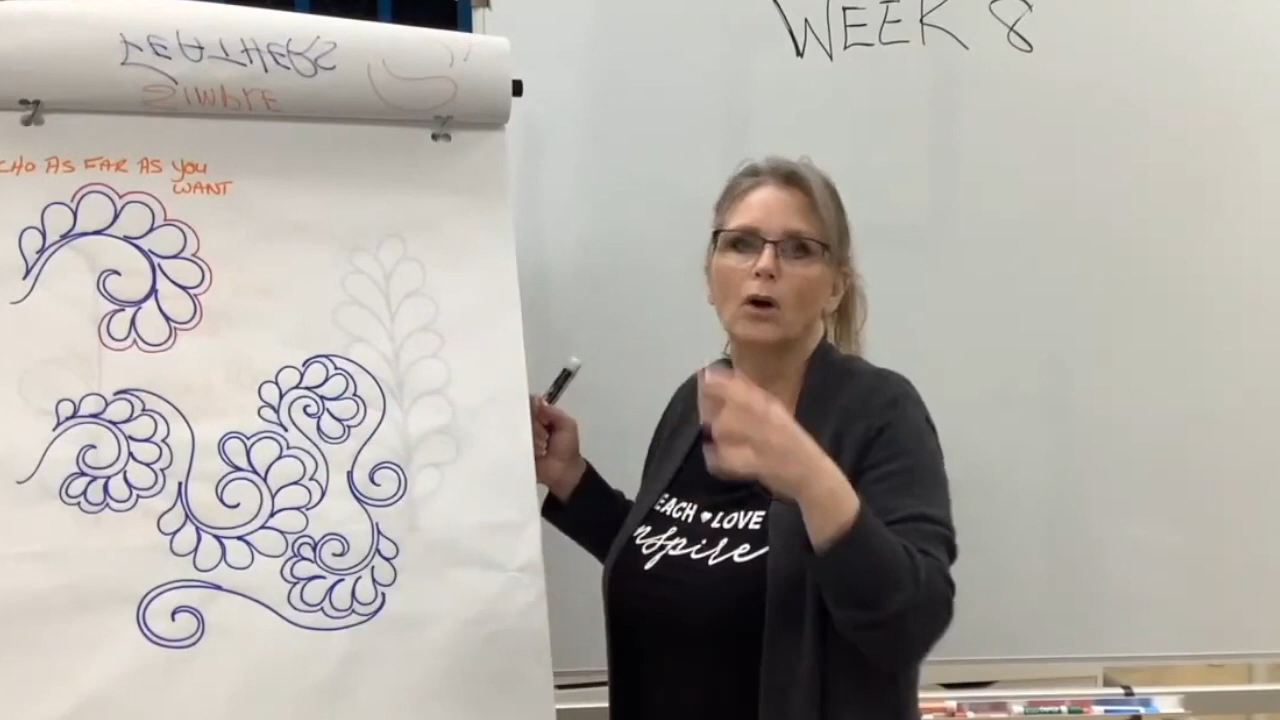 WEEK 8
FEATHERS
SIMPLE
CHO AS FAR AS YOU
WANT
EACH ♥ LOVE
nspire